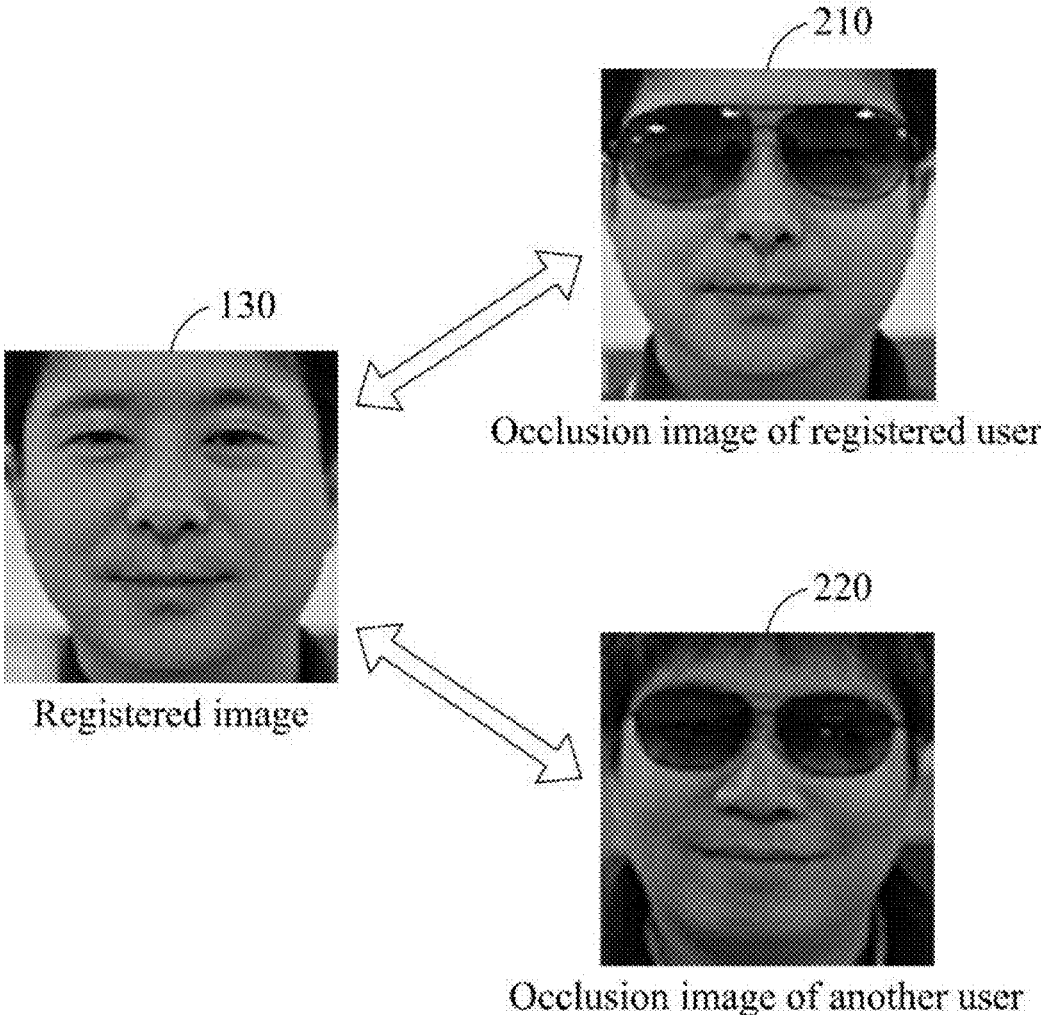 210
130
Occlusion image of registered user
Registered image
220
Occlusion image of another user